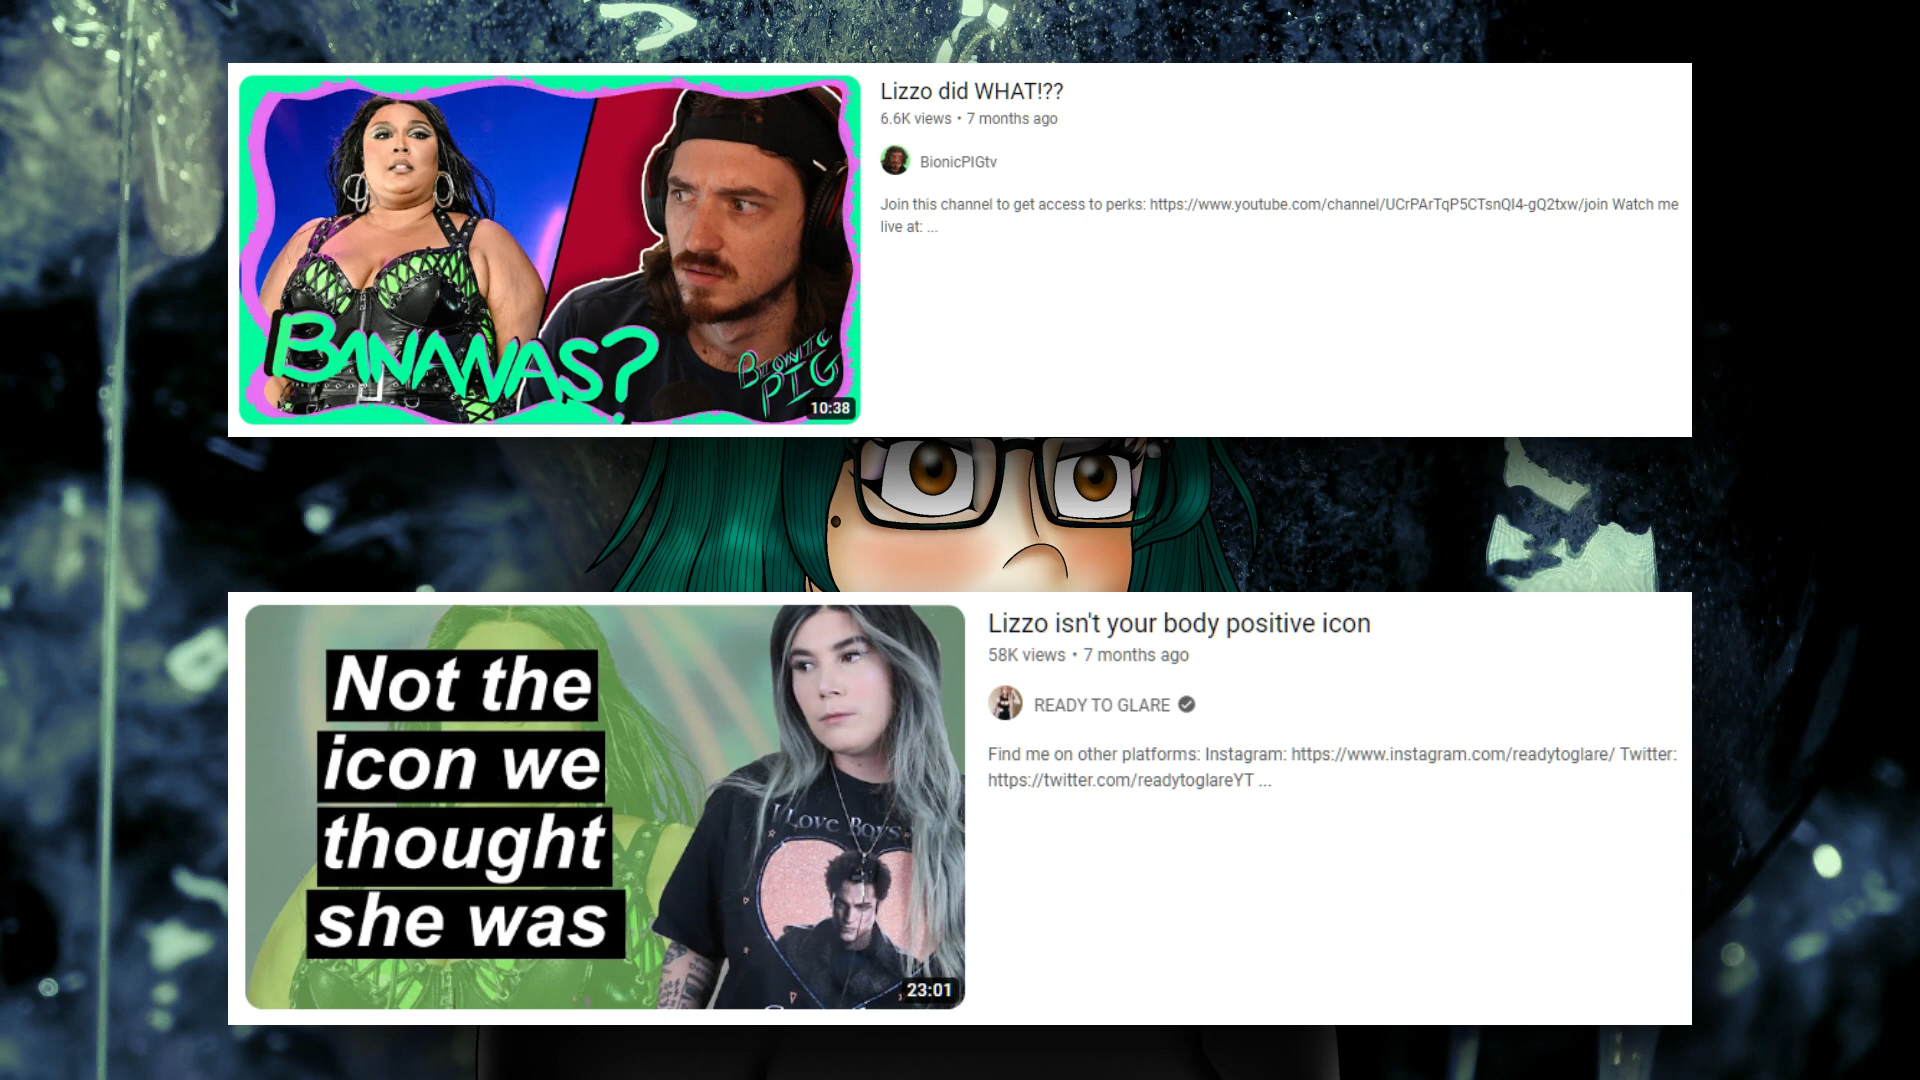 Lizzo did WHAT!??
6.6K views • 7 months ago
BionicPIGtv
Join this channel to get access to perks: https://www.youtube.com/channel/UCrPArTqP5CTsnQI4-gQ2txw/join Watch me
live at: ...
BANANAS?
BIONIC
PIG
10:38
Lizzo isn't your body positive icon
58K views • 7 months ago
READY TO GLARE
Find me on other platforms: Instagram: https://www.instagram.com/readytoglare/ Twitter:
https://twitter.com/readytoglareYT ...
Not the
icon we
thought
she was
I Love Boys
23:01